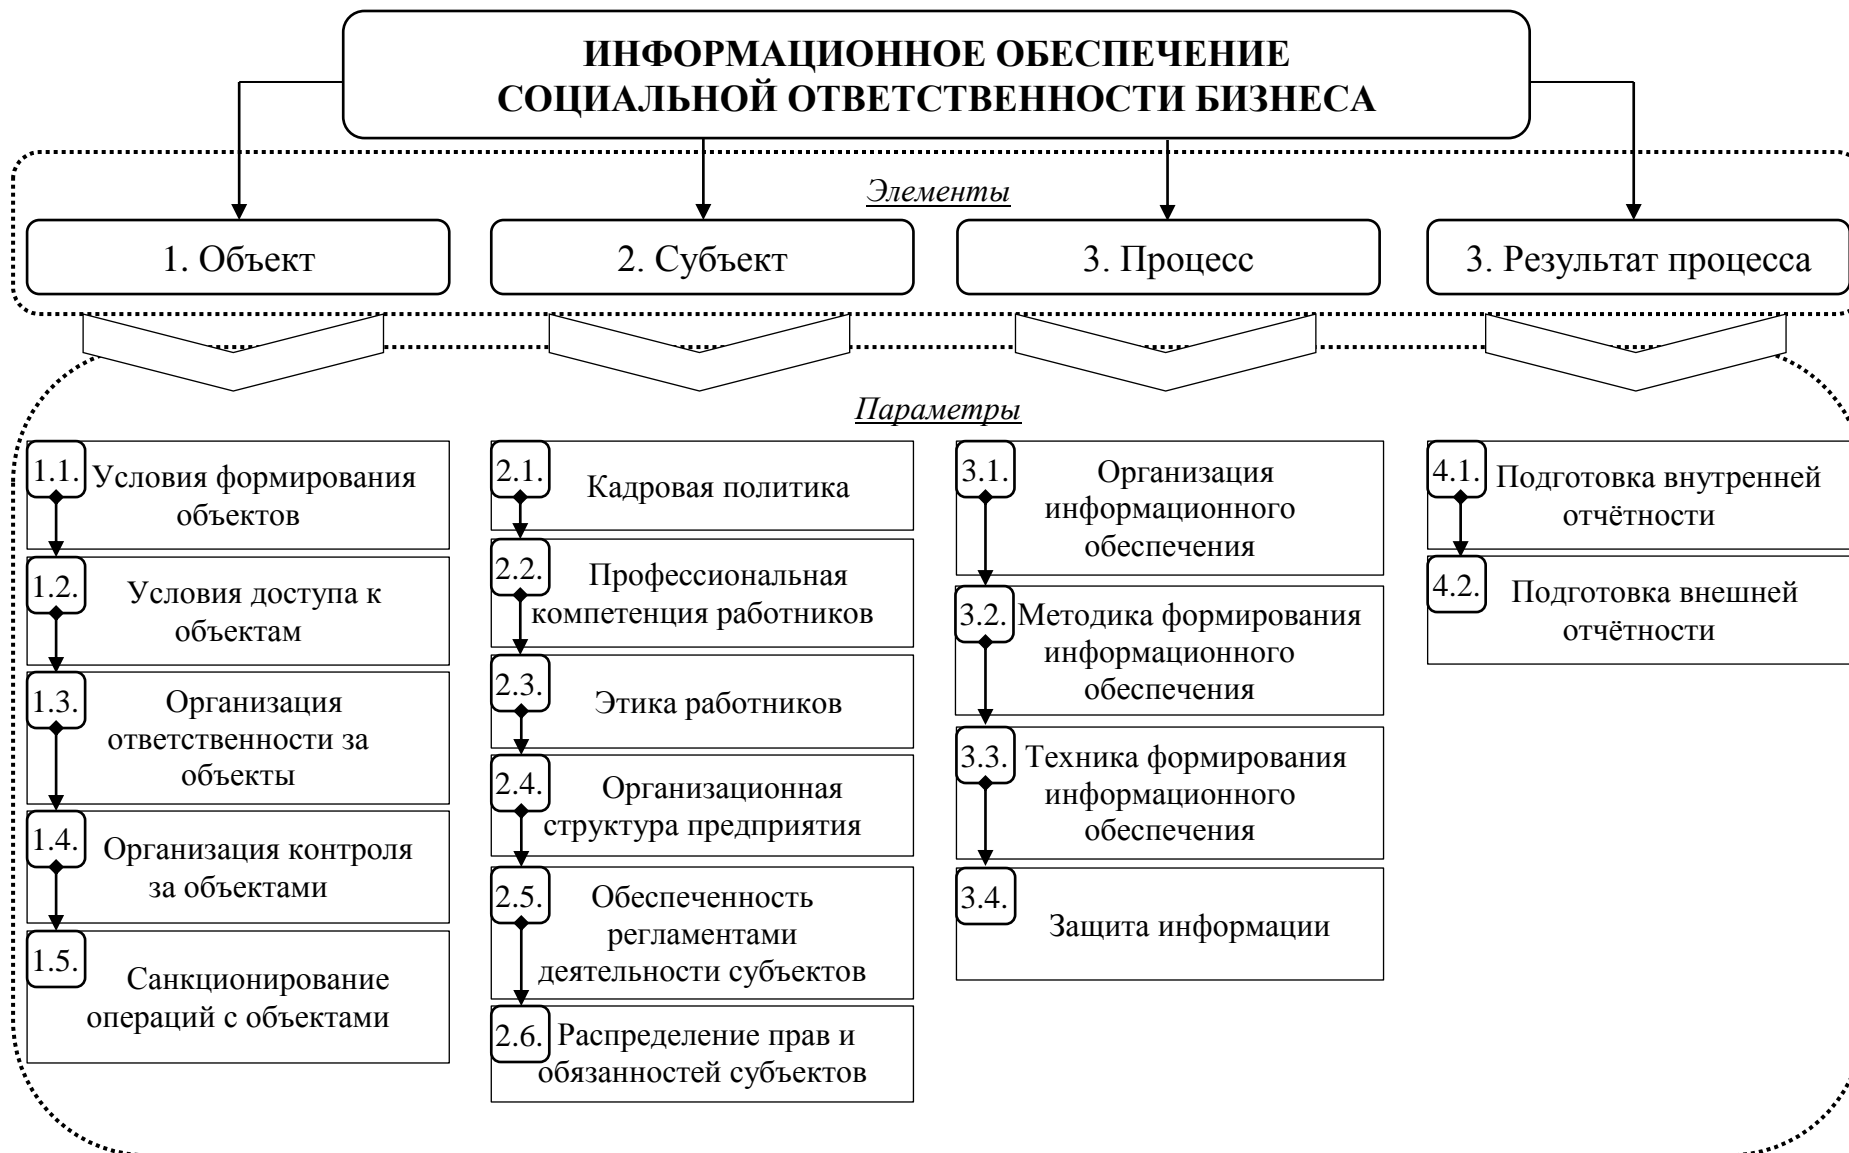 ИНФОРМАЦИОННОЕ ОБЕСПЕЧЕНИЕ
СОЦИАЛЬНОЙ ОТВЕТСТВЕННОСТИ БИЗНЕСА
Элементы
1. Объект
2. Субъект
3. Процесс
3. Результат процесса
Параметры
1.1. Условия формирования
объектов
1.2. Условия доступа к
объектам
1.3. Организация
ответственности за
объекты
1.4. Организация контроля
за объектами
1.5. Санкционирование
операций с объектами
2.1. Кадровая политика
2.2. Профессиональная
компетенция работников
2.3. Этика работников
2.4. Организационная
структура предприятия
2.5. Обеспеченность
регламентами
деятельности субъектов
2.6. Распределение прав и
обязанностей субъектов
3.1. Организация
информационного
обеспечения
3.2. Методика формирования
информационного
обеспечения
3.3. Техника формирования
информационного
обеспечения
3.4. Защита информации
4.1. Подготовка внутренней
отчётности
4.2. Подготовка внешней
отчётности